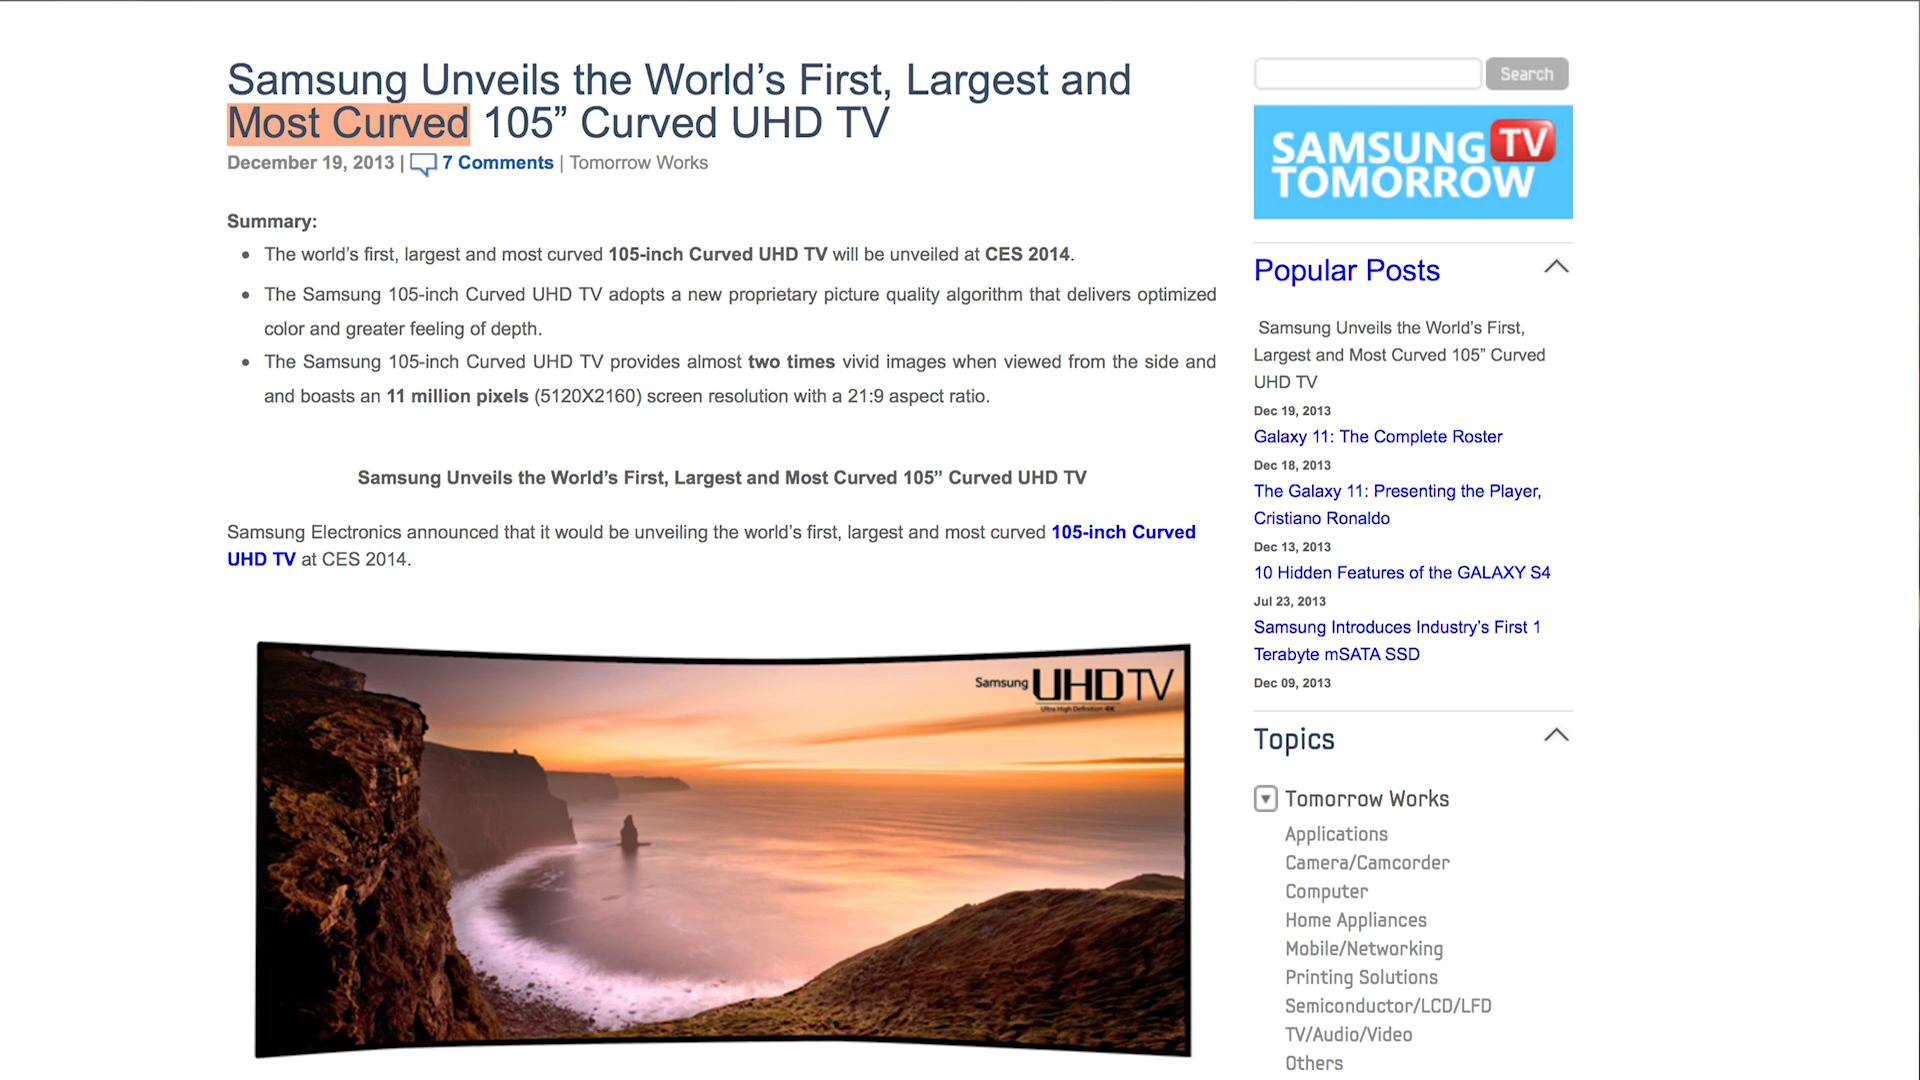 Samsung Unveils the World’s First, Largest and
Most Curved 105” Curved UHD TV
December 19, 2013 | 7 Comments | Tomorrow Works
Summary:
• The world’s first, largest and most curved 105-inch Curved UHD TV will be unveiled at CES 2014.
• The Samsung 105-inch Curved UHD TV adopts a new proprietary picture quality algorithm that delivers optimized
color and greater feeling of depth.
• The Samsung 105-inch Curved UHD TV provides almost two times vivid images when viewed from the side and
and boasts an 11 million pixels (5120X2160) screen resolution with a 21:9 aspect ratio.
Samsung Unveils the World’s First, Largest and Most Curved 105” Curved UHD TV
Samsung Electronics announced that it would be unveiling the world’s first, largest and most curved 105-inch Curved
UHD TV at CES 2014.
Samsung UHD TV
Ultra High Definition 4K
Search
SAMSUNG TV
TOMORROW
Popular Posts
Samsung Unveils the World’s First,
Largest and Most Curved 105” Curved
UHD TV
Dec 19, 2013
Galaxy 11: The Complete Roster
Dec 18, 2013
The Galaxy 11: Presenting the Player,
Cristiano Ronaldo
Dec 13, 2013
10 Hidden Features of the GALAXY S4
Jul 23, 2013
Samsung Introduces Industry’s First 1
Terabyte mSATA SSD
Dec 09, 2013
Topics
Tomorrow Works
Applications
Camera/Camcorder
Computer
Home Appliances
Mobile/Networking
Printing Solutions
Semiconductor/LCD/LFD
TV/Audio/Video
Others